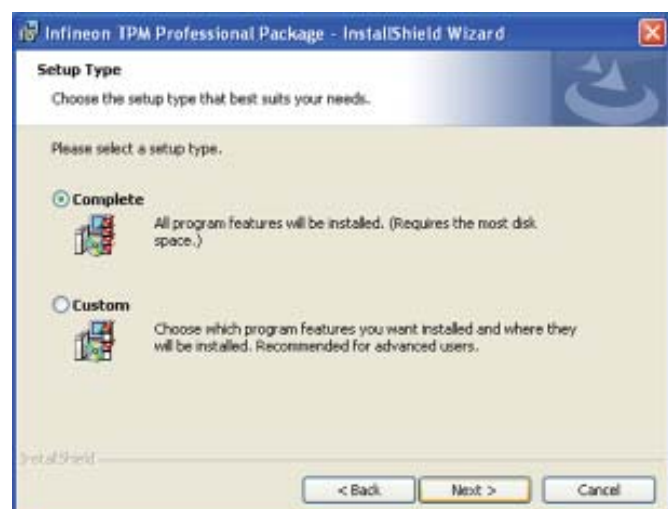 Infineon TPM Professional Package - InstallShield Wizard
Setup Type
Choose the setup type that best suits your needs.
Please select a setup type.
Complete
All program features will be installed. (Requires the most disk
space.)
Custom
Choose which program features you want installed and where they
will be installed. Recommended for advanced users.
InstallShield
< Back
Next >
Cancel